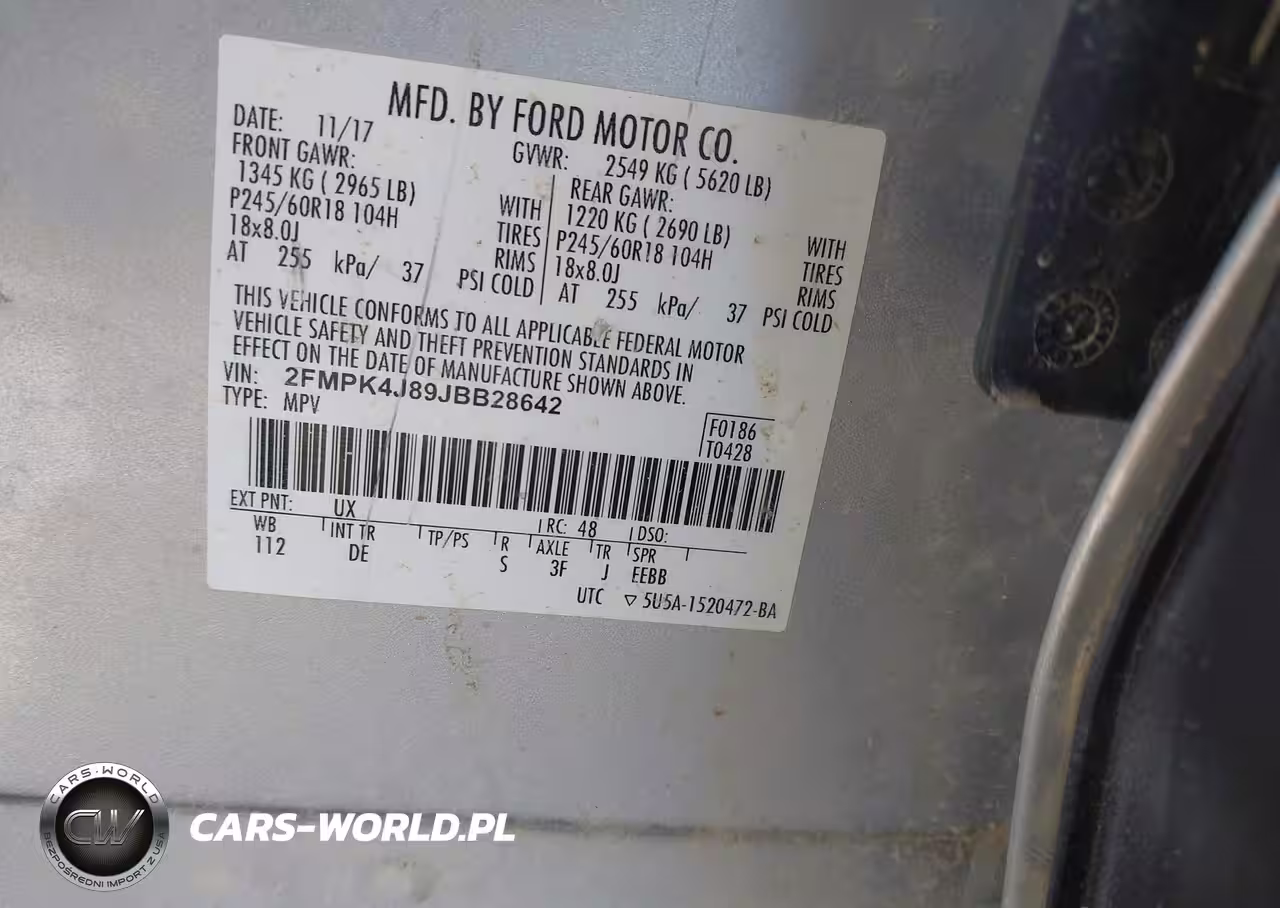 MFD. BY FORD MOTOR CO.
DATE: 11/17 GVWR: 2549 KG ( 5620 LB)
FRONT GAWR: REAR GAWR:
1345 KG ( 2965 LB) WITH 1220 KG ( 2690 LB) WITH
P245/60R18 104H TIRES P245/60R18 104H TIRES
18x8.0J RIMS 18x8.0J RIMS
AT 255 kPa/ 37 PSI COLD AT 255 kPa/ 37 PSI COLD
THIS VEHICLE CONFORMS TO ALL APPLICABLE FEDERAL MOTOR
VEHICLE SAFETY AND THEFT PREVENTION STANDARDS IN
EFFECT ON THE DATE OF MANUFACTURE SHOWN ABOVE.
VIN: 2FMPK4J89JBB28642
TYPE: MPV
F0186
T0428
EXT PNT: UX RC: 48 DSO:
WB INT TR TP/PS R AXLE TR SPR
112 DE S 3F J EEBB
UTC ▽ 5U5A-1520472-BA
CARS-WORLD
CW
BEZPOŚREDNI IMPORT Z USA
CARS-WORLD.PL